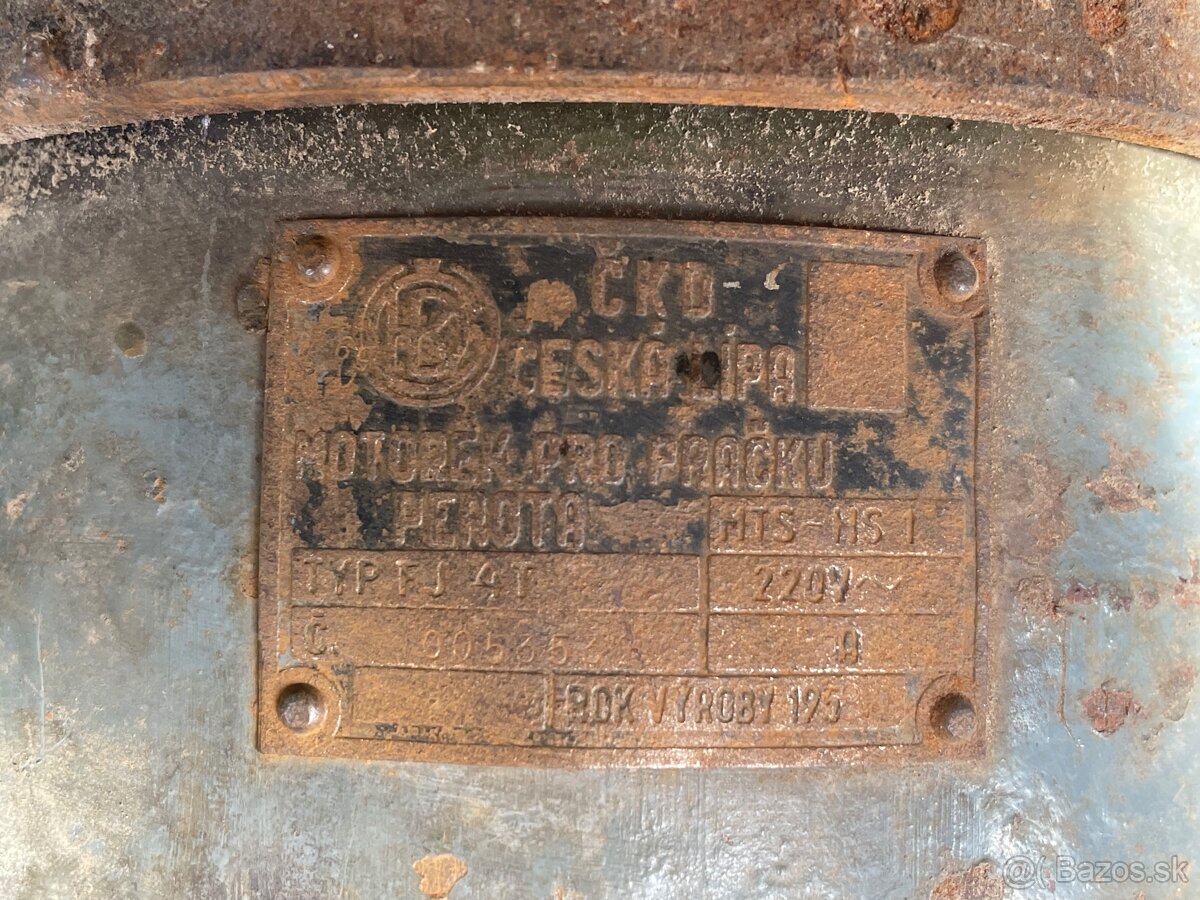 ČKD
ČESKÁ LÍPA
MOTOREK PRO PRAČKU
PEROTA
MTS-MS 1
TYP FJ 4T
220V~
Č.
A
ROK VÝROBY 195
@( Bazos.sk